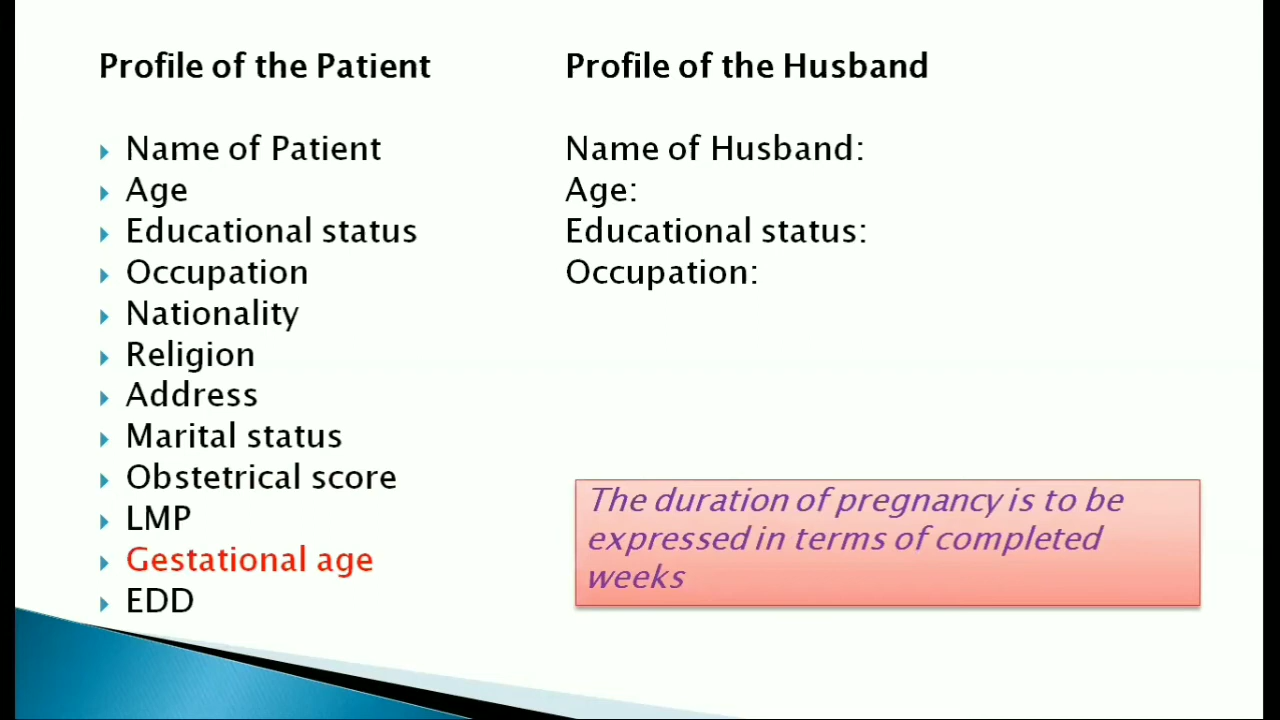 Profile of the Patient
Name of Patient
Age
Educational status
Occupation
Nationality
Religion
Address
Marital status
Obstetrical score
LMP
Gestational age
EDD
Profile of the Husband
Name of Husband:
Age:
Educational status:
Occupation:
The duration of pregnancy is to be
expressed in terms of completed
weeks